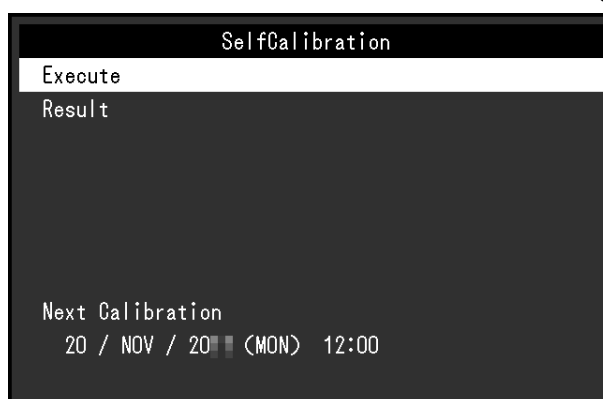 SelfCalibration
Execute
Result
Next Calibration
20 / NOV / 20 (MON) 12:00